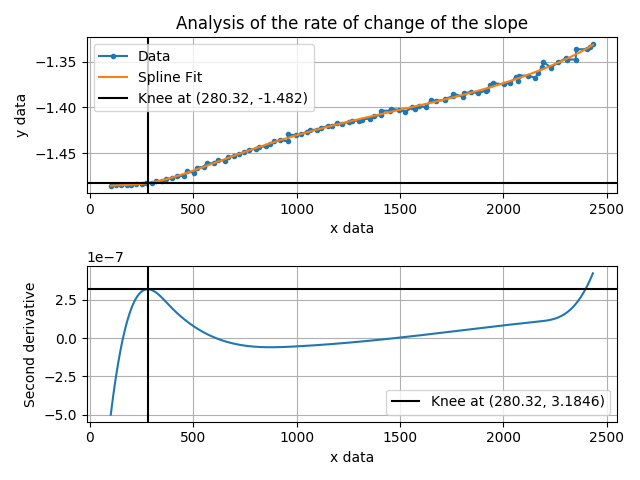 Analysis of the rate of change of the slope
−1.35
−1.40
−1.45
y data
Data
Spline Fit
Knee at (280.32, -1.482)
0
500
1000
1500
2000
2500
x data
1e−7
2.5
0.0
−2.5
−5.0
Second derivative
Knee at (280.32, 3.1846)
0
500
1000
1500
2000
2500
x data